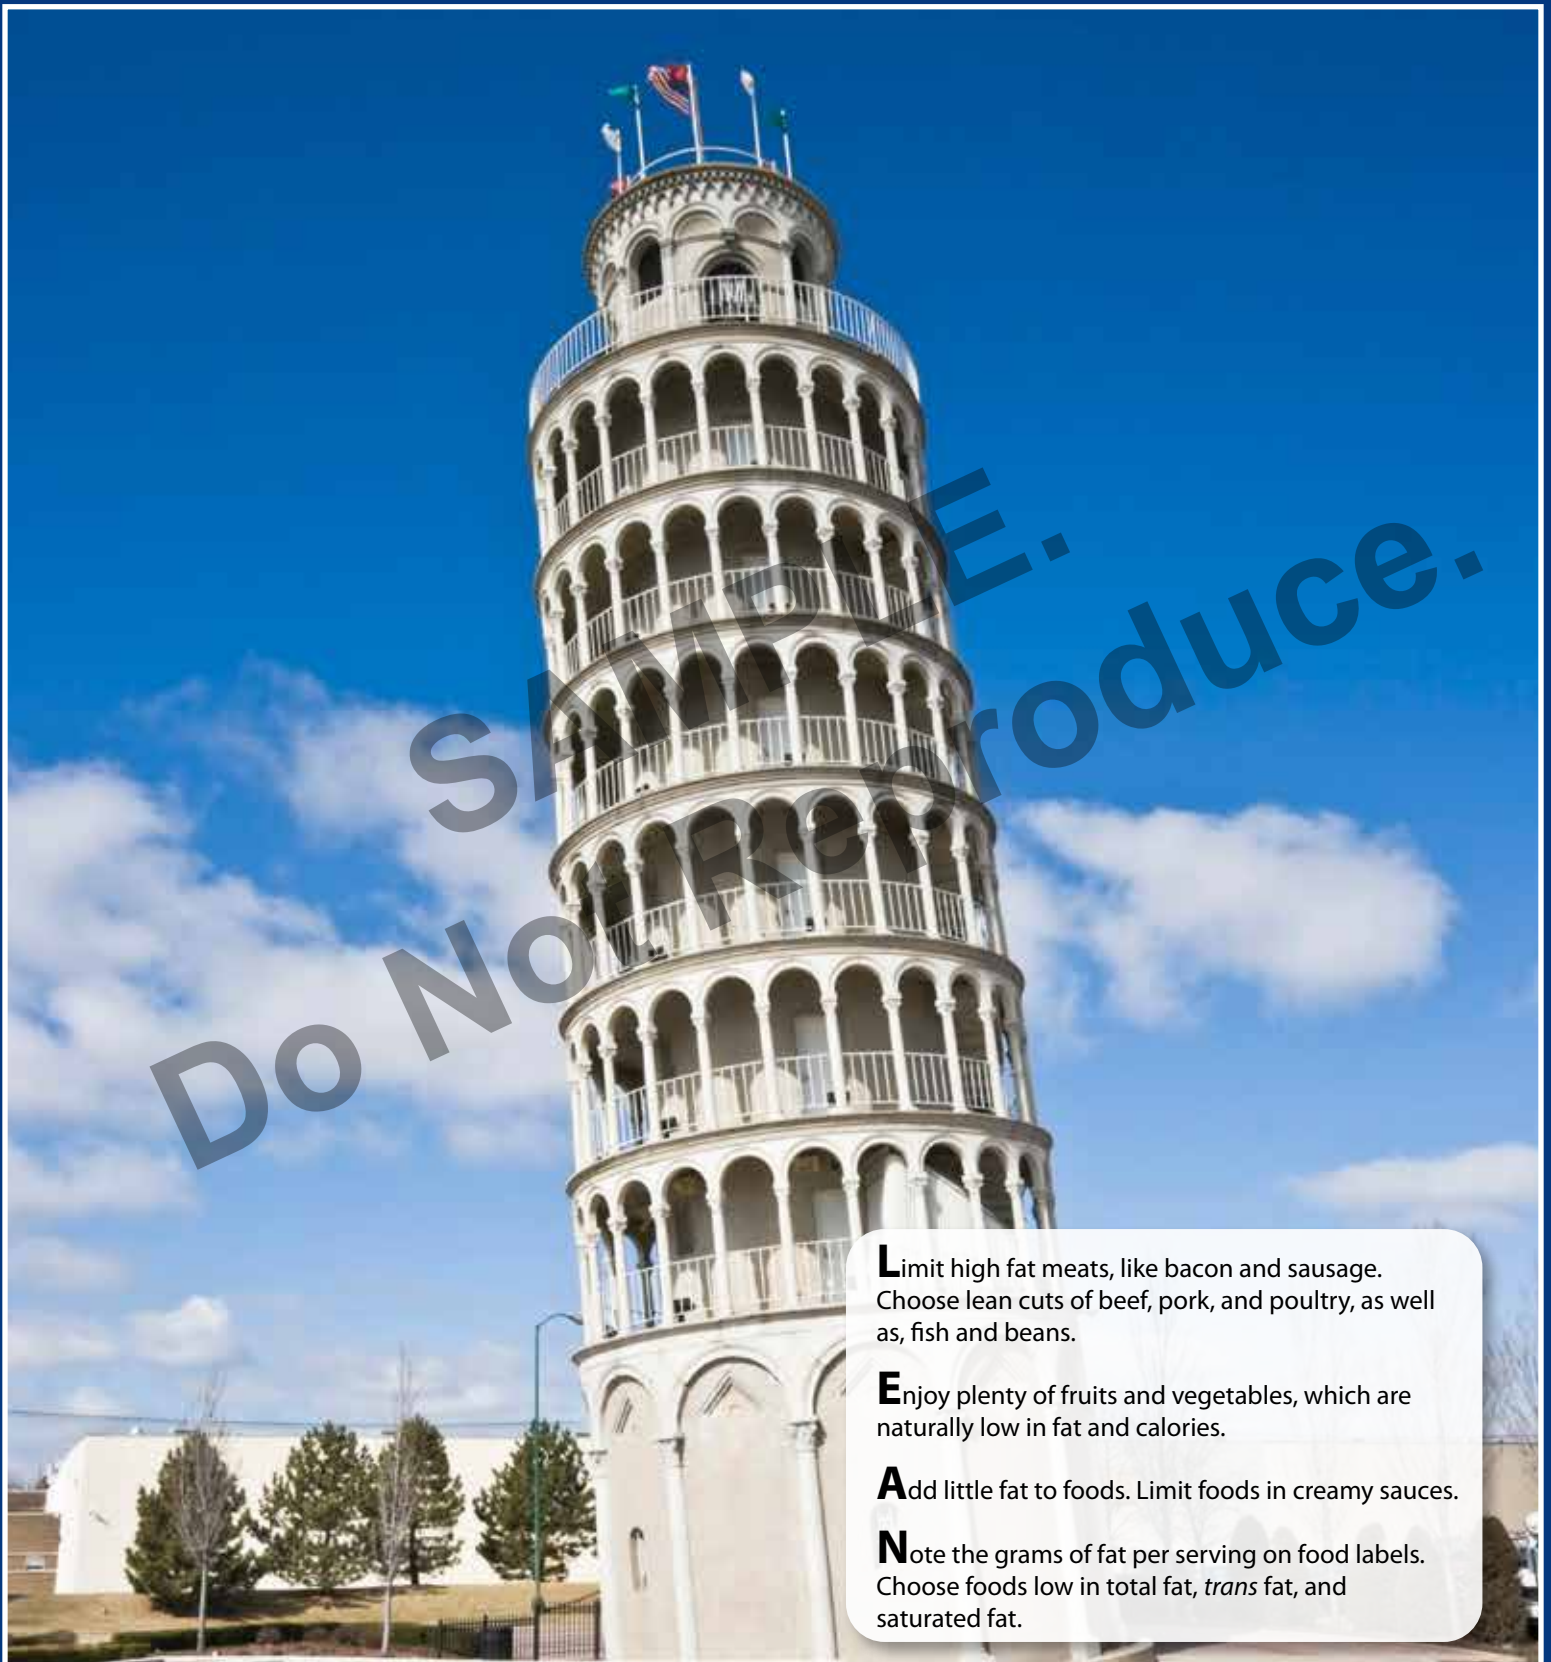 SAMPLE.
Do Not Reproduce.
Limit high fat meats, like bacon and sausage.
Choose lean cuts of beef, pork, and poultry, as well
as, fish and beans.
Enjoy plenty of fruits and vegetables, which are
naturally low in fat and calories.
Add little fat to foods. Limit foods in creamy sauces.
Note the grams of fat per serving on food labels.
Choose foods low in total fat, trans fat, and
saturated fat.